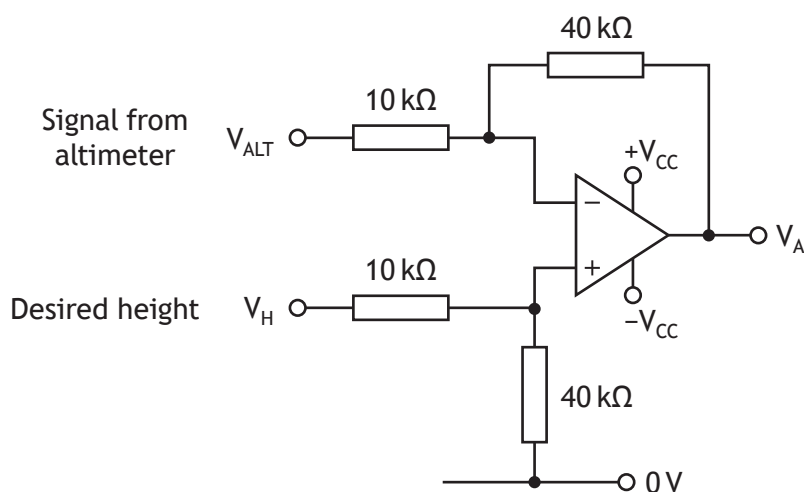 40 kΩ
10 kΩ
Signal from
altimeter
V_ALT
+V_CC
−
V_A
10 kΩ
+
Desired height
V_H
−V_CC
40 kΩ
0 V